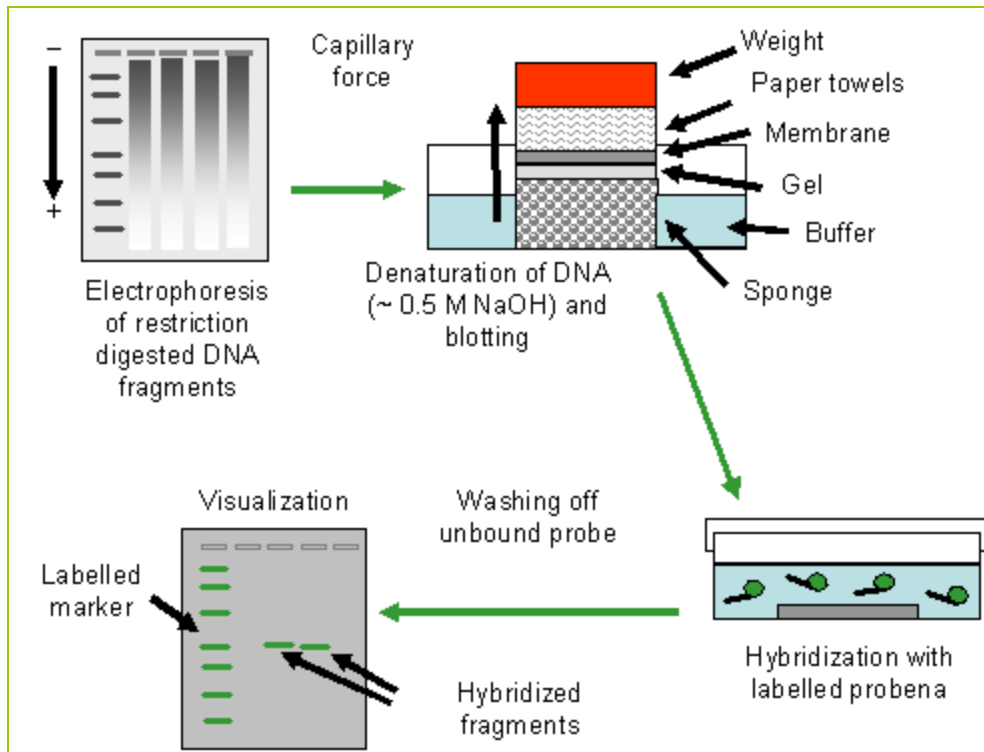 −
+
Electrophoresis
of restriction
digested DNA
fragments
Capillary
force
Weight
Paper towels
Membrane
Gel
Buffer
Sponge
Denaturation of DNA
(~ 0.5 M NaOH) and
blotting
Hybridization with
labelled probena
Washing off
unbound probe
Visualization
Labelled
marker
Hybridized
fragments